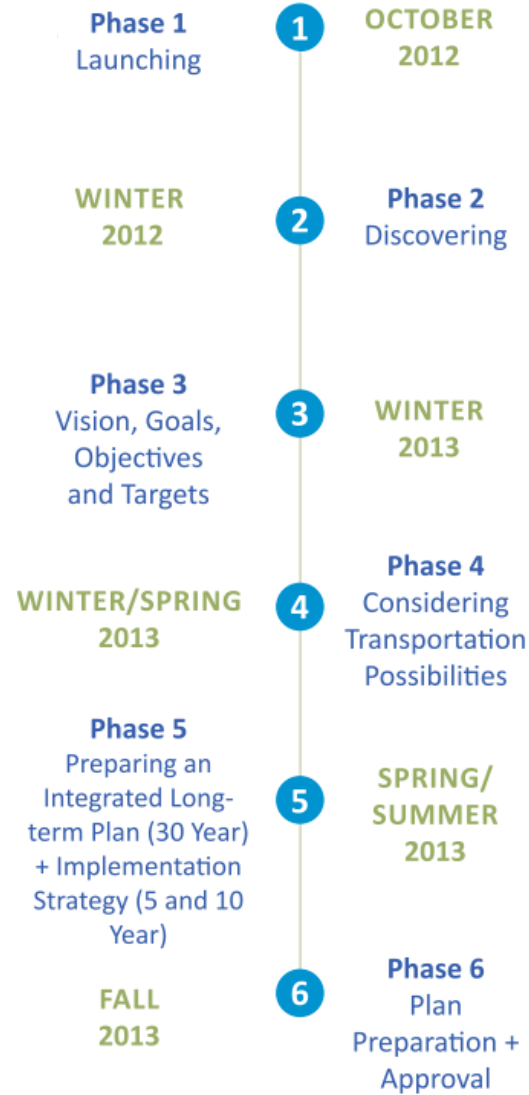 Phase 1
Launching
1
OCTOBER
2012
WINTER
2012
2
Phase 2
Discovering
Phase 3
Vision, Goals,
Objectives
and Targets
3
WINTER
2013
WINTER/SPRING
2013
4
Phase 4
Considering
Transportation
Possibilities
Phase 5
Preparing an
Integrated Long-
term Plan (30 Year)
+ Implementation
Strategy (5 and 10
Year)
5
SPRING/
SUMMER
2013
FALL
2013
6
Phase 6
Plan
Preparation +
Approval